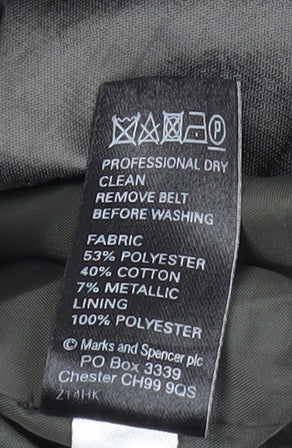 P
PROFESSIONAL DRY
CLEAN
REMOVE BELT
BEFORE WASHING
FABRIC
53% POLYESTER
40% COTTON
7% METALLIC
LINING
100% POLYESTER
© Marks and Spencer plc
PO Box 3339
Chester CH99 9QS
Z14HK